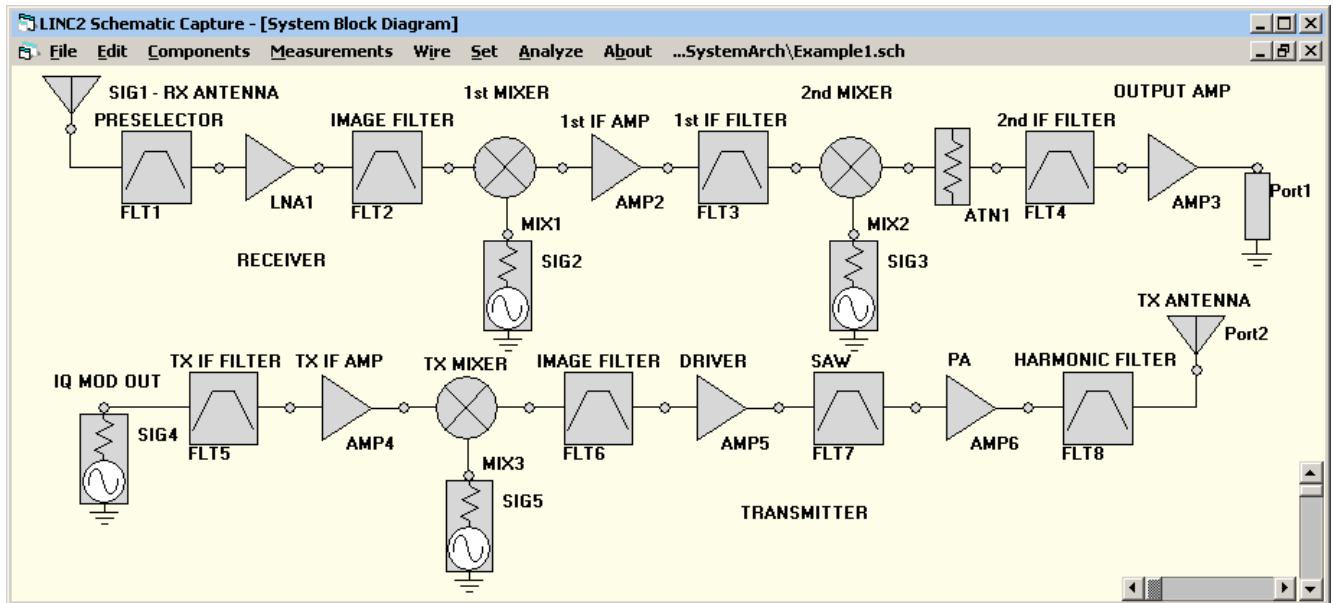 LINC2 Schematic Capture - [System Block Diagram]
File Edit Components Measurements Wire Set Analyze About ...SystemArch\Example1.sch
SIG1 - RX ANTENNA
1st MIXER
2nd MIXER
OUTPUT AMP
PRESELECTOR
IMAGE FILTER
1st IF AMP
1st IF FILTER
2nd IF FILTER
FLT1
LNA1
FLT2
MIX1
AMP2
FLT3
MIX2
ATN1
FLT4
AMP3
Port1
RECEIVER
SIG2
SIG3
TX ANTENNA
Port2
IQ MOD OUT
TX IF FILTER
TX IF AMP
TX MIXER
IMAGE FILTER
DRIVER
SAW
PA
HARMONIC FILTER
SIG4
FLT5
AMP4
MIX3
FLT6
AMP5
FLT7
AMP6
FLT8
SIG5
TRANSMITTER